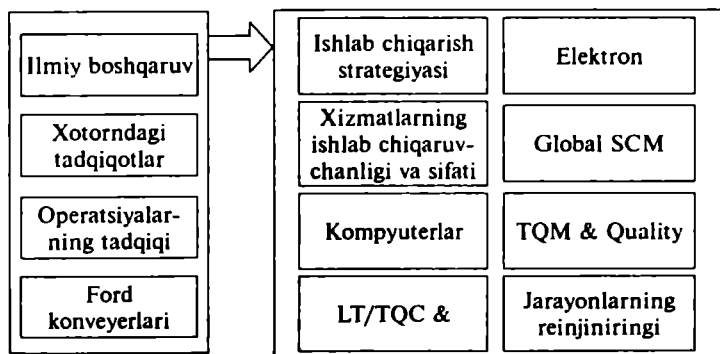 Ilmiy boshqaruv
Xotorndagi
tadqiqotlar
Operatsiyalar-
ning tadqiqi
Ford
konveyerlari
Ishlab chiqarish
strategiyasi
Elektron
Xizmatlarning
ishlab chiqaruv-
chanligi va sifati
Global SCM
Kompyuterlar
TQM & Quality
LT/TQC &
Jarayonlarning
reinjiniringi